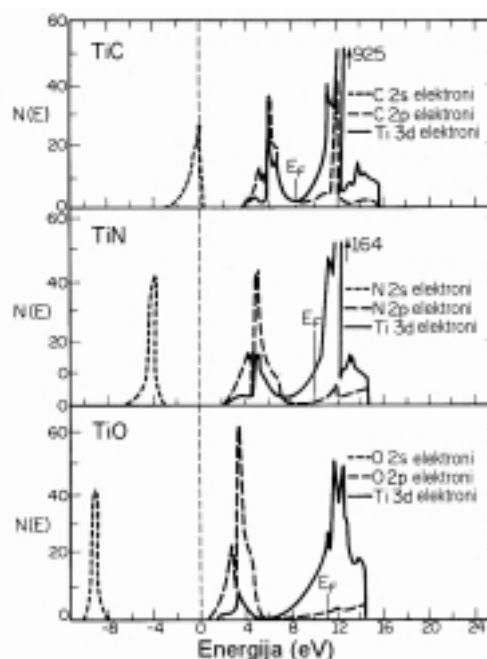 TiC
60
40
20
0
N(E)
925
C 2s elektroni
C 2p elektroni
Ti 3d elektroni
EF
TiN
40
20
0
0
N(E)
164
N 2s elektroni
N 2p elektroni
Ti 3d elektroni
EF
TiO
60
40
20
0
N(E)
O 2s elektroni
O 2p elektroni
Ti 3d elektroni
EF
-8 -4 0 4 8 12 16 20 24
Energija (eV)